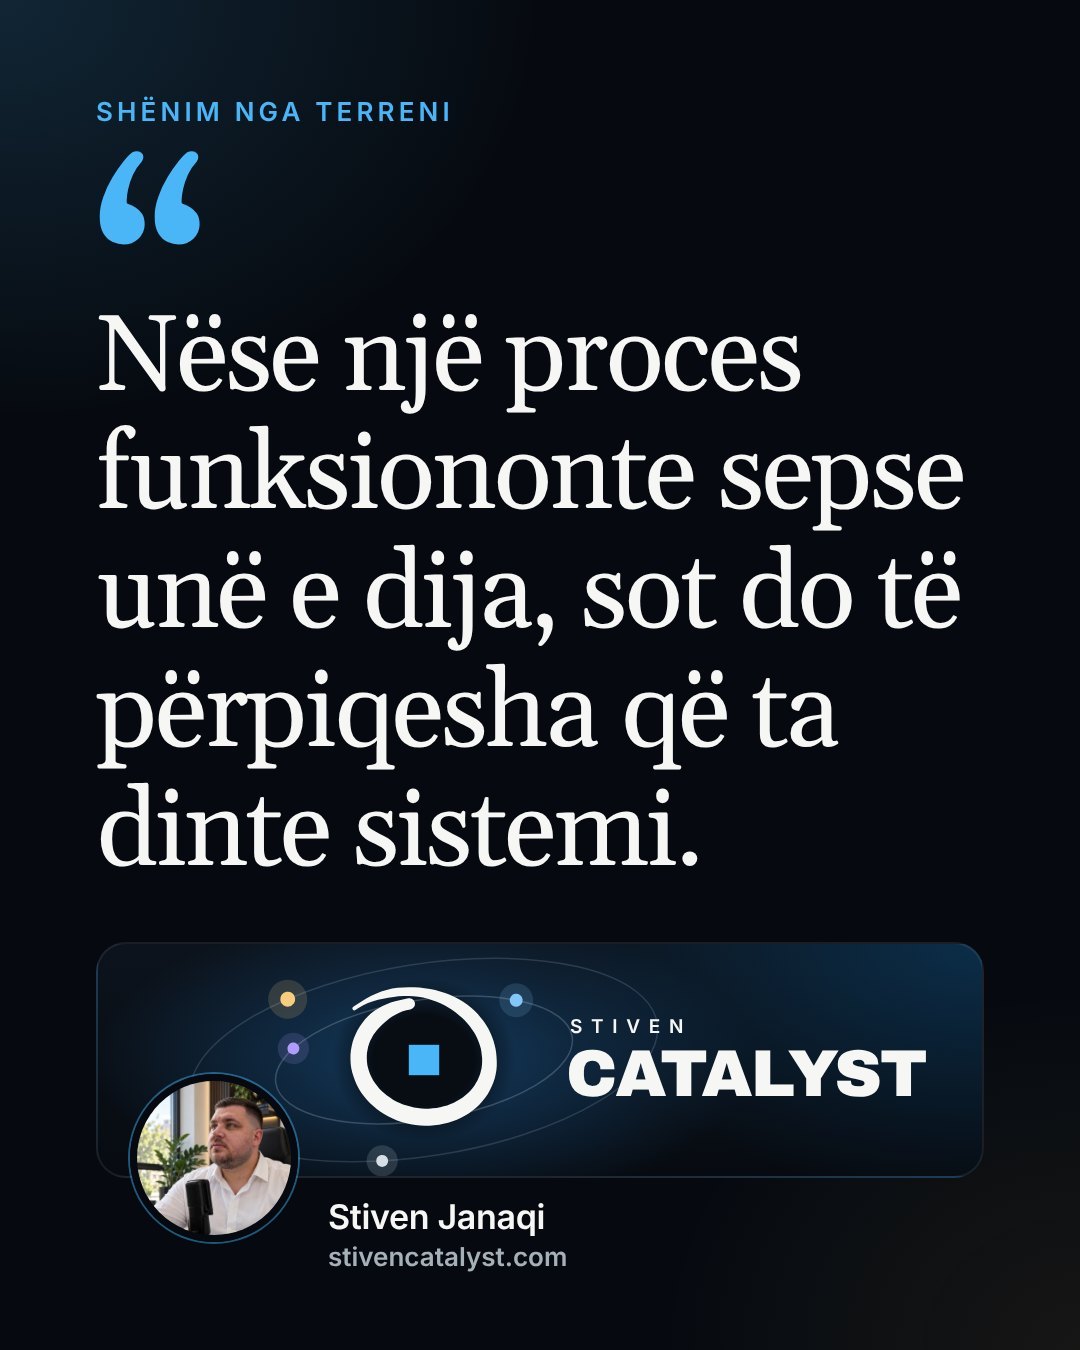 SHËNIM NGA TERRENI
“
Nëse një proces
funksiononte sepse
unë e dija, sot do të
përpiqesha që ta
dinte sistemi.
STIVEN
CATALYST
Stiven Janaqi
stivencatalyst.com